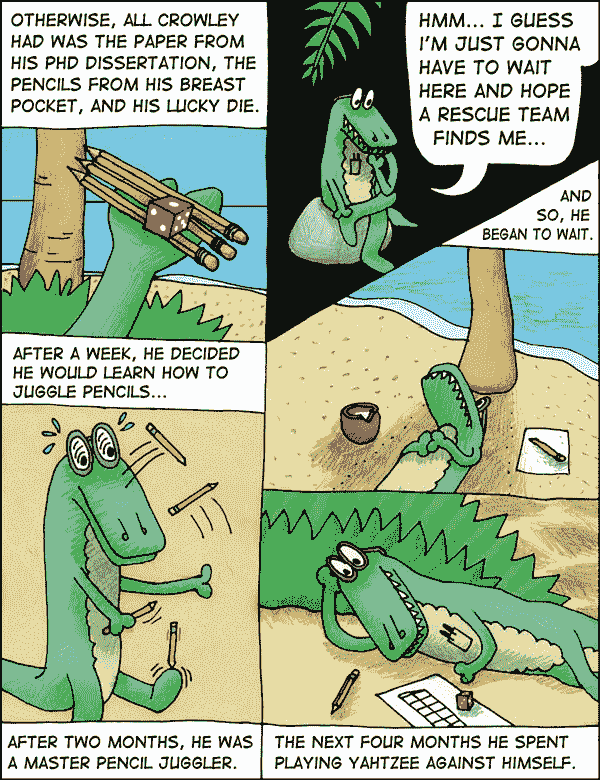 OTHERWISE, ALL CROWLEY
HAD WAS THE PAPER FROM
HIS PHD DISSERTATION, THE
PENCILS FROM HIS BREAST
POCKET, AND HIS LUCKY DIE.
HMM... I GUESS
I'M JUST GONNA
HAVE TO WAIT
HERE AND HOPE
A RESCUE TEAM
FINDS ME...
AND
SO, HE
BEGAN TO WAIT.
AFTER A WEEK, HE DECIDED
HE WOULD LEARN HOW TO
JUGGLE PENCILS...
AFTER TWO MONTHS, HE WAS
A MASTER PENCIL JUGGLER.
THE NEXT FOUR MONTHS HE SPENT
PLAYING YAHTZEE AGAINST HIMSELF.